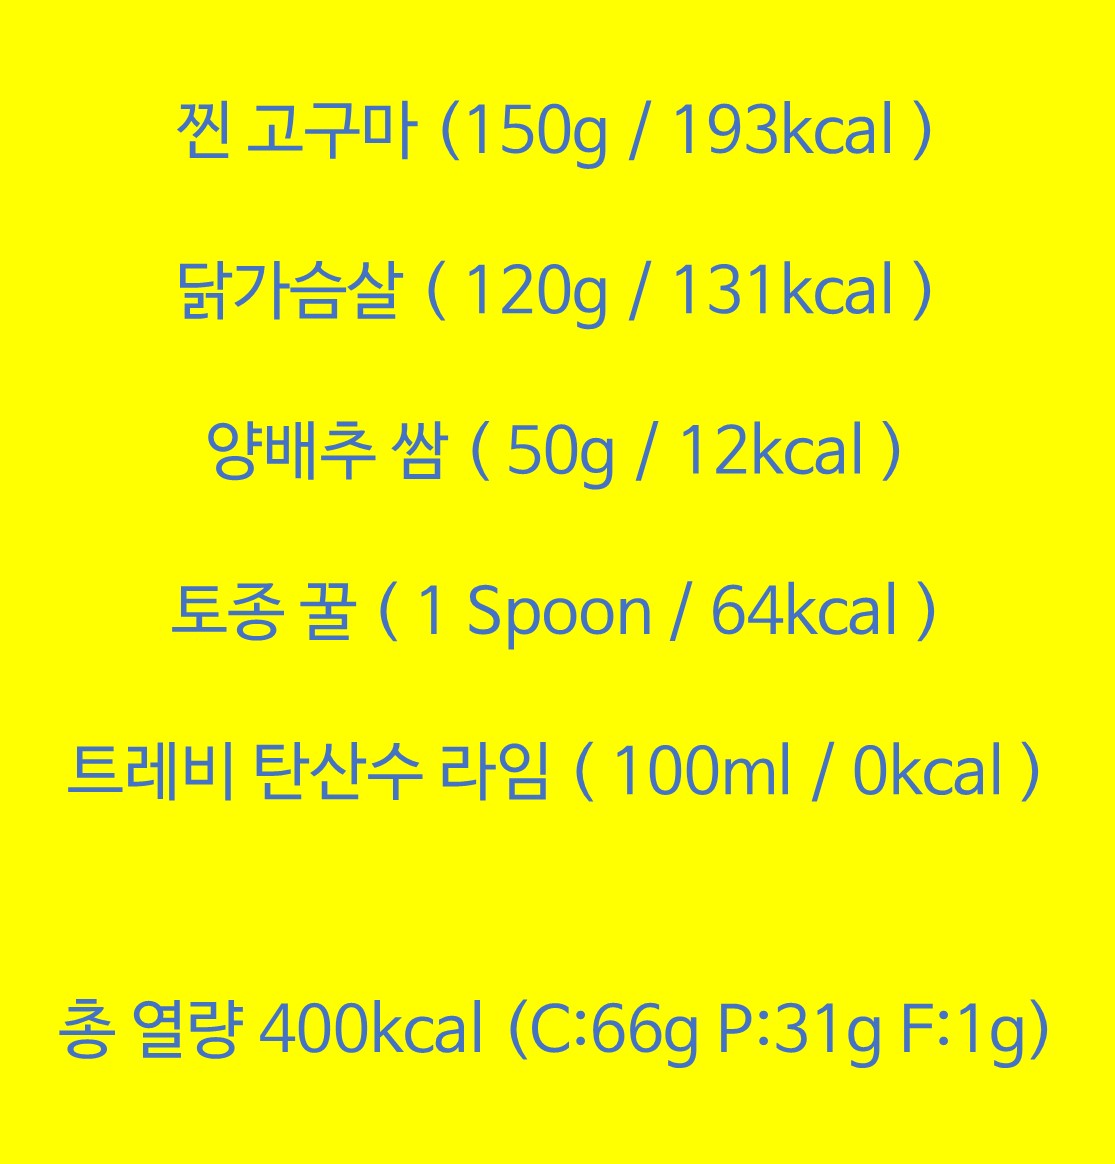 찐 고구마 (150g / 193kcal )
닭가슴살 ( 120g / 131kcal )
양배추 쌈 ( 50g / 12kcal )
토종 꿀 ( 1 Spoon / 64kcal )
트레비 탄산수 라임 ( 100ml / 0kcal )
총 열량 400kcal (C:66g P:31g F:1g)